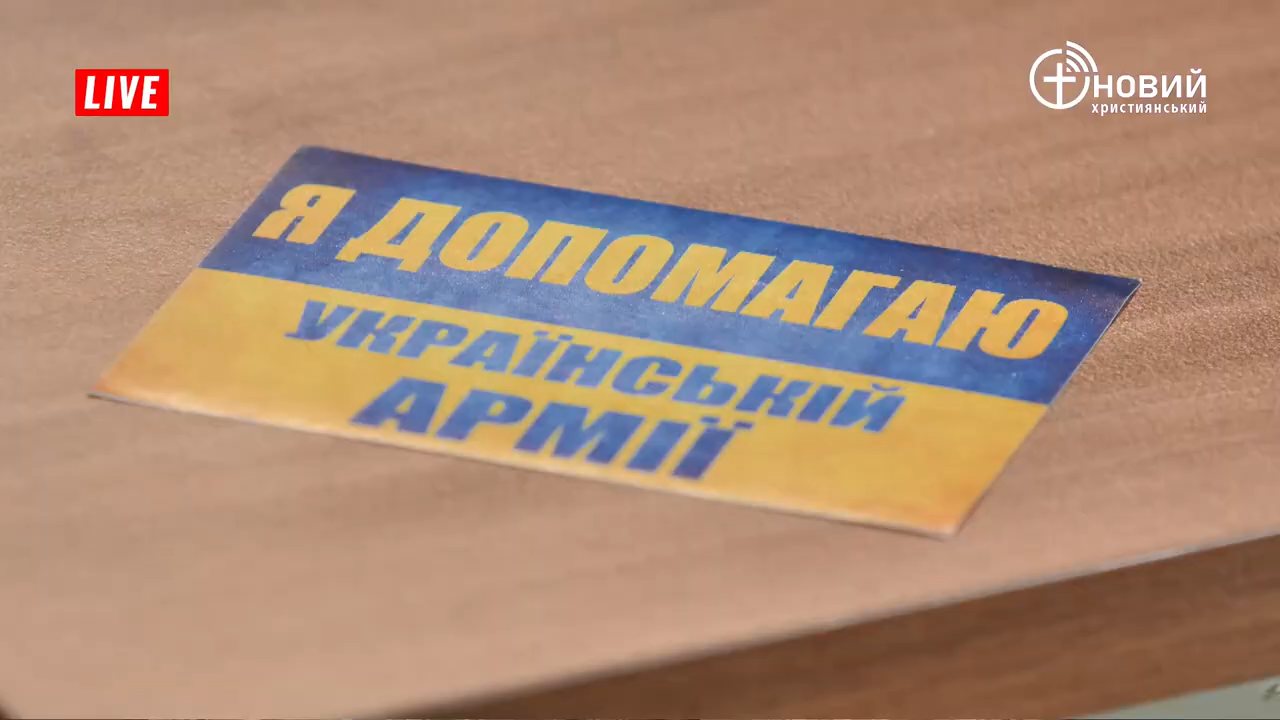 LIVE
НОВИЙ
християнський
Я ДОПОМАГАЮ
УКРАЇНСЬКІЙ
АРМІЇ